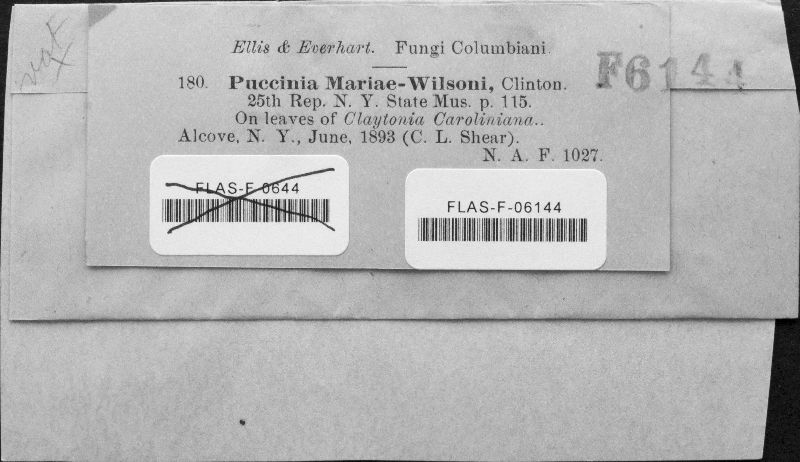 Ellis & Everhart. Fungi Columbiani.
180. Puccinia Mariae-Wilsoni, Clinton.
25th Rep. N. Y. State Mus. p. 115.
On leaves of Claytonia Caroliniana..
Alcove, N. Y., June, 1893 (C. L. Shear).
N. A. F. 1027.
F6144
FLAS-F-0644
FLAS-F-06144